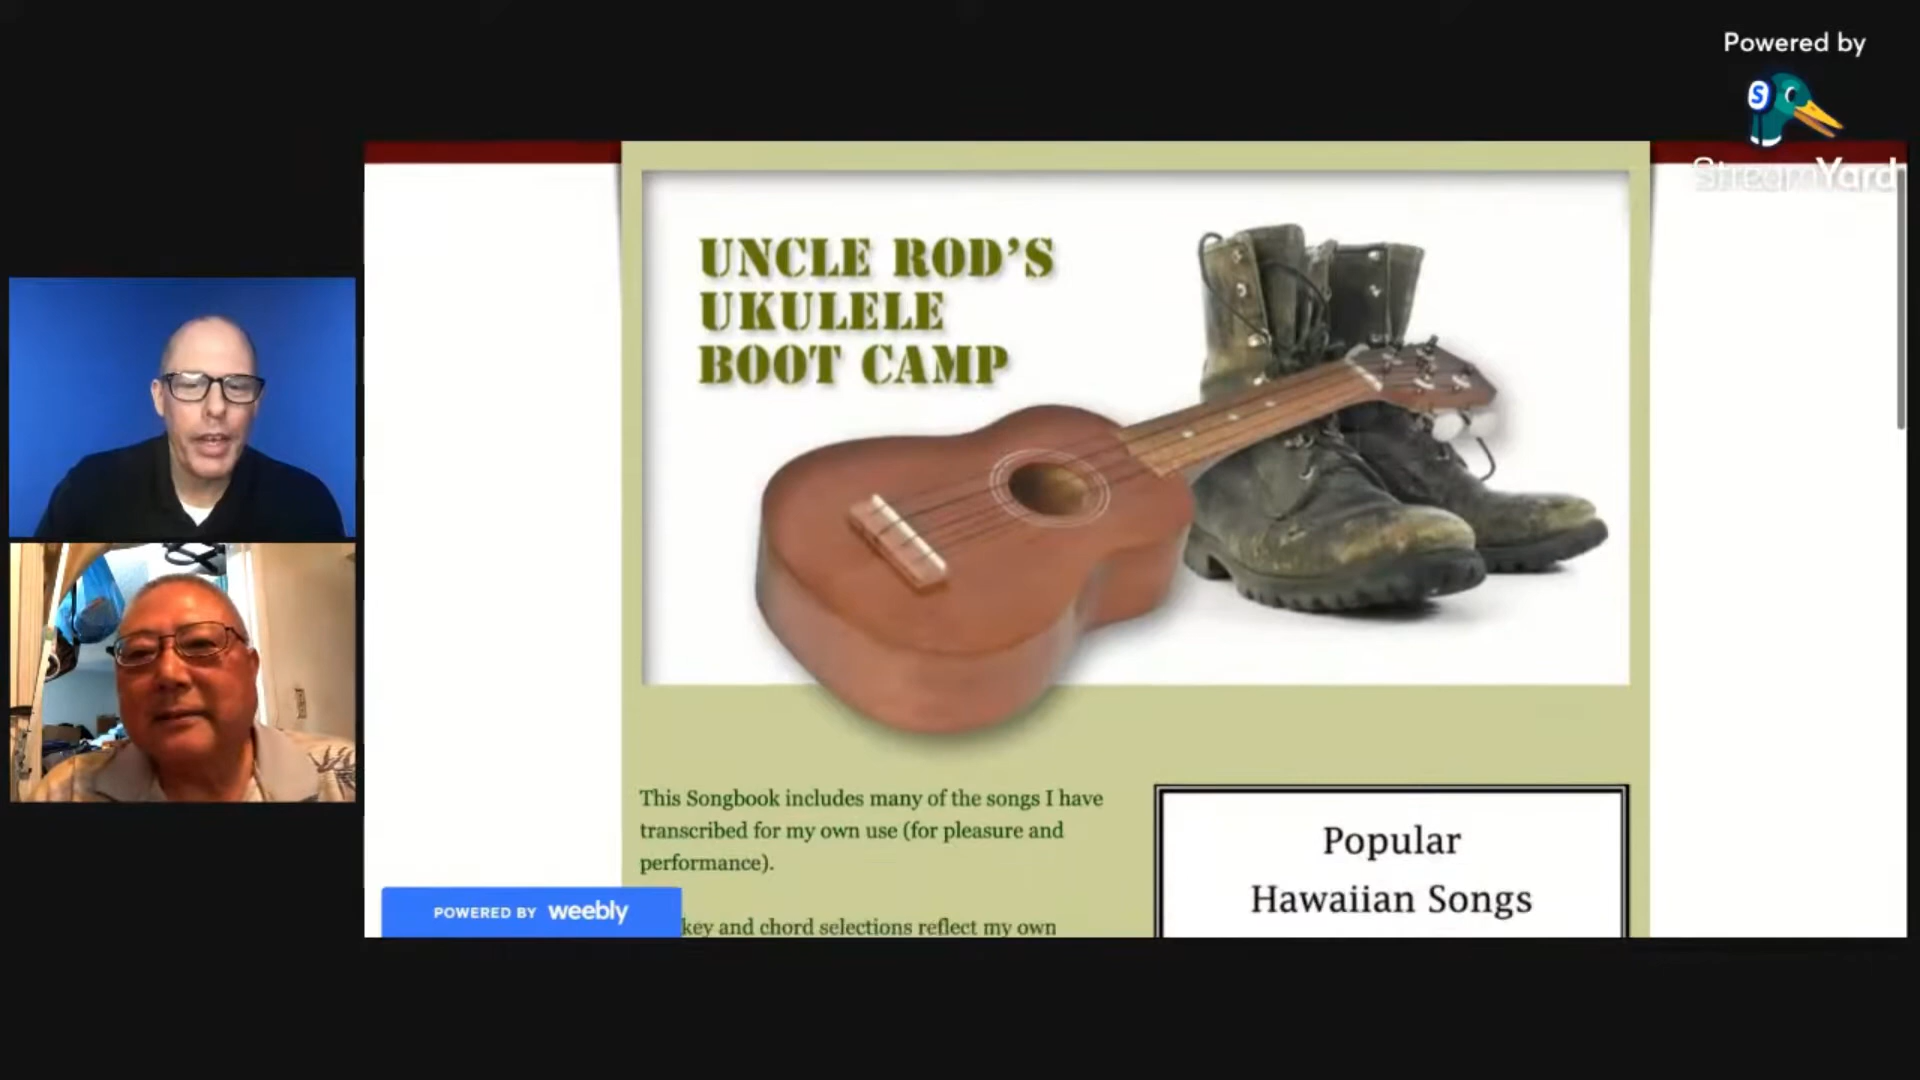 Powered by
StreamYard
UNCLE ROD'S
UKULELE
BOOT CAMP
This Songbook includes many of the songs I have
transcribed for my own use (for pleasure and
performance).
key and chord selections reflect my own
Popular
Hawaiian Songs
POWERED BY weebly